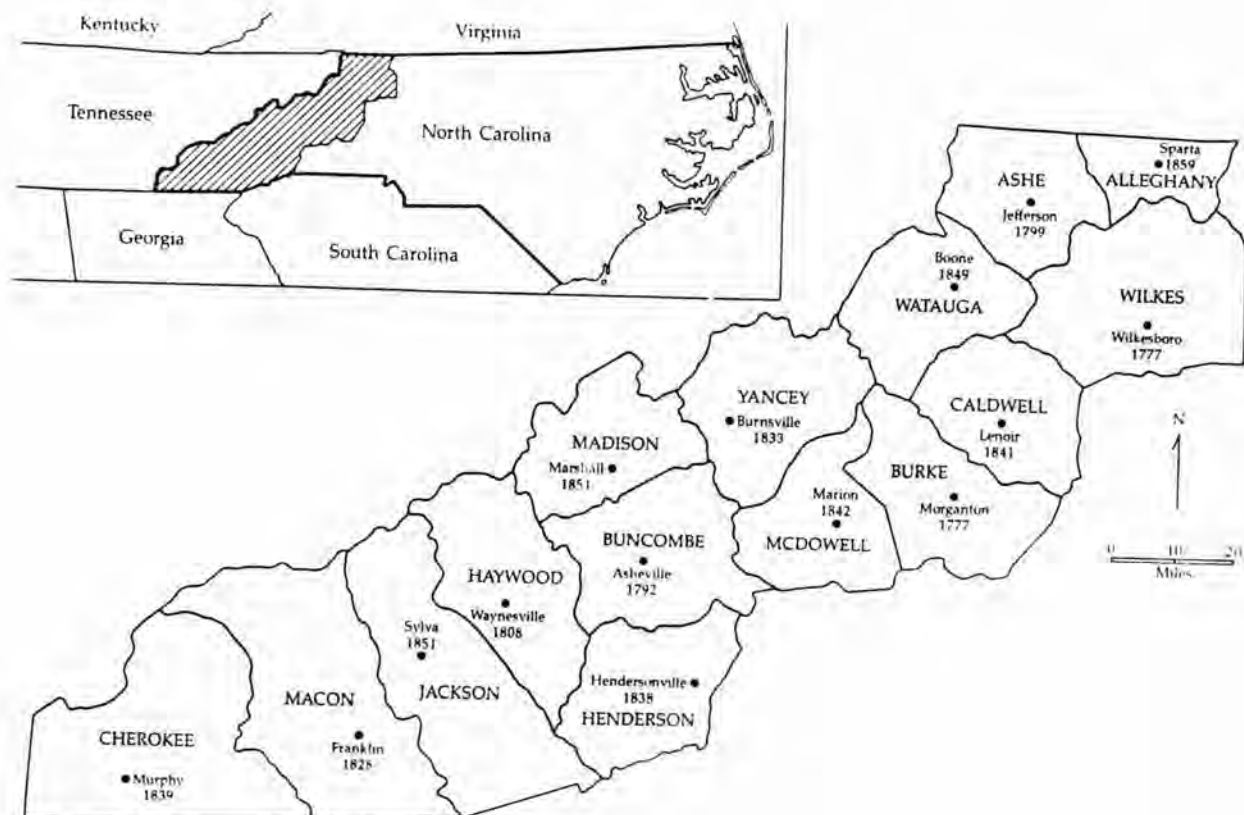 Kentucky
Virginia
Tennessee
North Carolina
Georgia
South Carolina
Sparta
1859
ALLEGHANY
ASHE
Jefferson
1799
Boone
1849
WATAUGA
WILKES
Wilkesboro
1777
YANCEY
Burnsville
1833
CALDWELL
Lenoir
1841
N
MADISON
Marshall
1851
BURKE
Morganton
1777
Marion
1842
MCDOWELL
BUNCOMBE
Asheville
1792
0 10 20
Miles
HAYWOOD
Waynesville
1808
Sylva
1851
JACKSON
Hendersonville
1838
HENDERSON
MACON
Franklin
1828
CHEROKEE
Murphy
1839